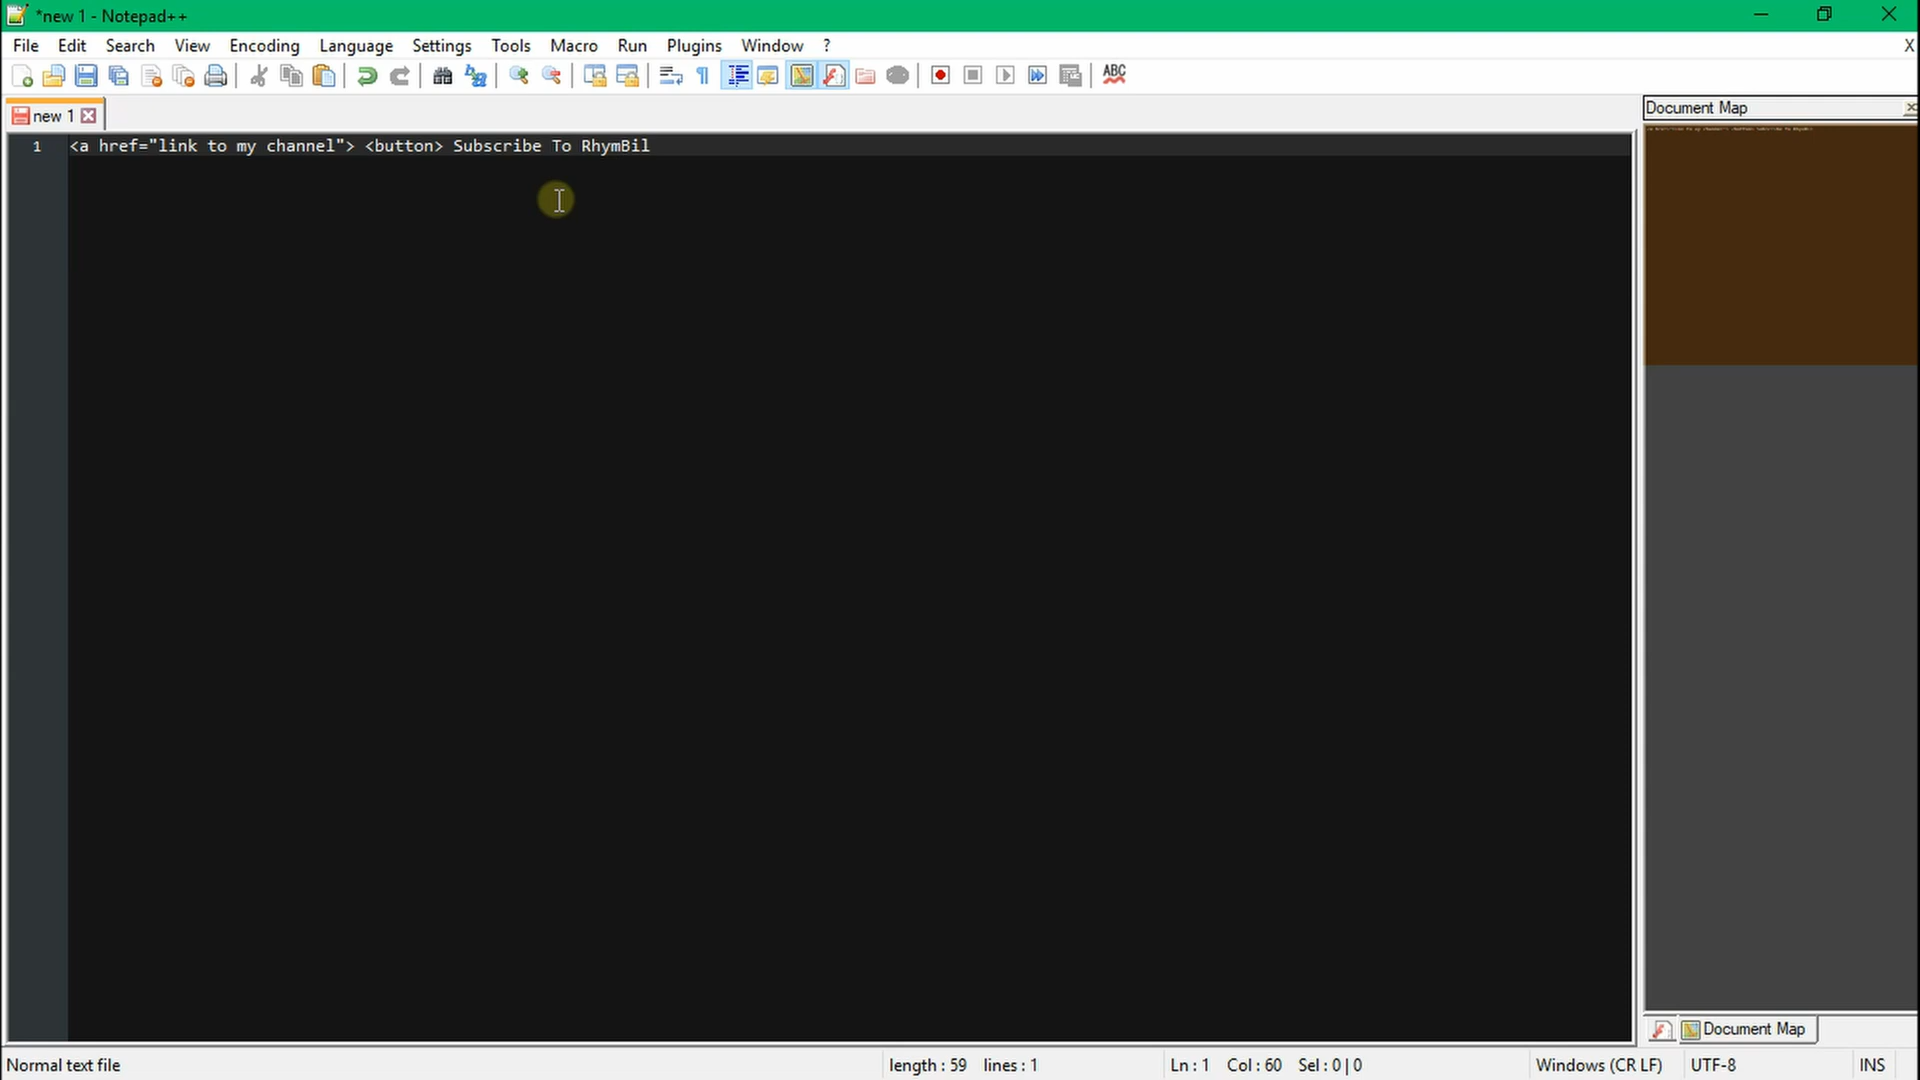 *new 1 - Notepad++
File Edit Search View Encoding Language Settings Tools Macro Run Plugins Window ? X
ABC
new 1
Document Map
1 <a href="link to my channel"> <button> Subscribe To RhymBil
Document Map
Normal text file length : 59 lines : 1 Ln : 1 Col : 60 Sel : 0 | 0 Windows (CR LF) UTF-8 INS